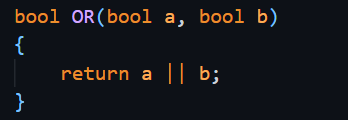 bool OR(bool a, bool b)
{
    return a || b;
}